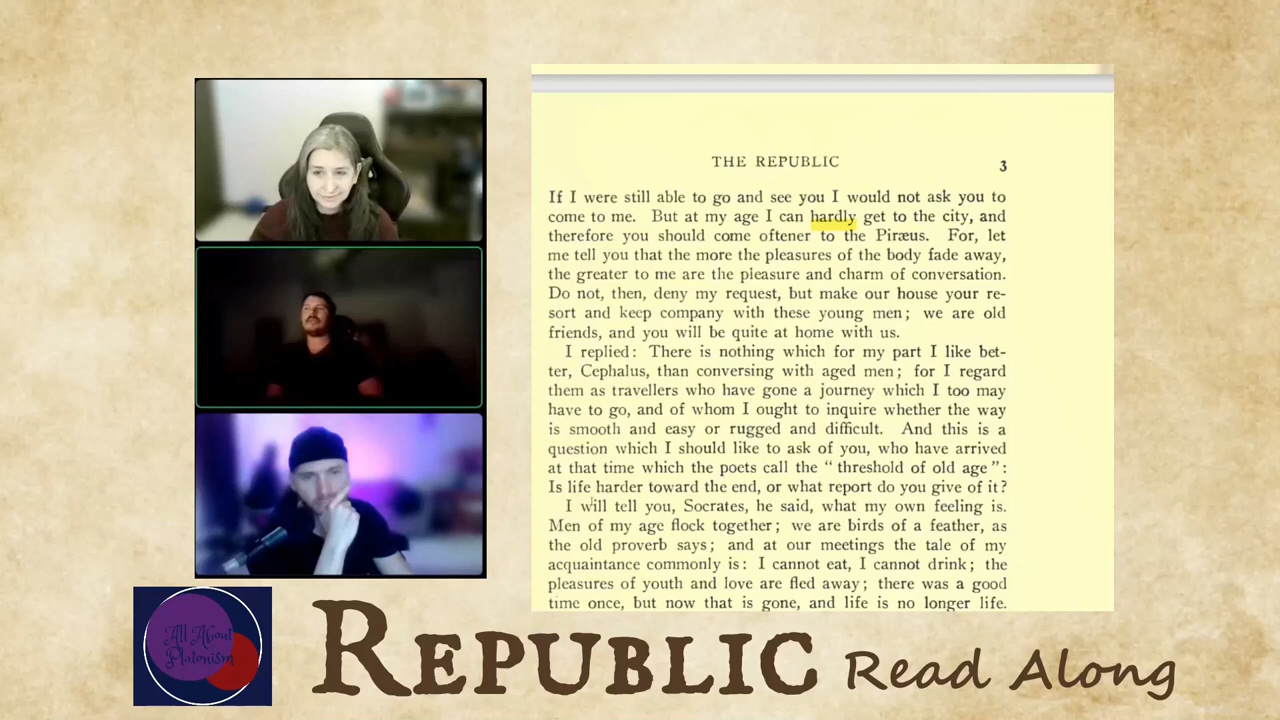 THE REPUBLIC
3
If I were still able to go and see you I would not ask you to
come to me. But at my age I can hardly get to the city, and
therefore you should come oftener to the Piræus. For, let
me tell you that the more the pleasures of the body fade away,
the greater to me are the pleasure and charm of conversation.
Do not, then, deny my request, but make our house your re-
sort and keep company with these young men; we are old
friends, and you will be quite at home with us.
I replied: There is nothing which for my part I like bet-
ter, Cephalus, than conversing with aged men; for I regard
them as travellers who have gone a journey which I too may
have to go, and of whom I ought to inquire whether the way
is smooth and easy or rugged and difficult. And this is a
question which I should like to ask of you, who have arrived
at that time which the poets call the “threshold of old age”:
Is life harder toward the end, or what report do you give of it?
I will tell you, Socrates, he said, what my own feeling is.
Men of my age flock together; we are birds of a feather, as
the old proverb says; and at our meetings the tale of my
acquaintance commonly is: I cannot eat, I cannot drink; the
pleasures of youth and love are fled away; there was a good
time once, but now that is gone, and life is no longer life.
All About
Platonism
REPUBLIC Read Along